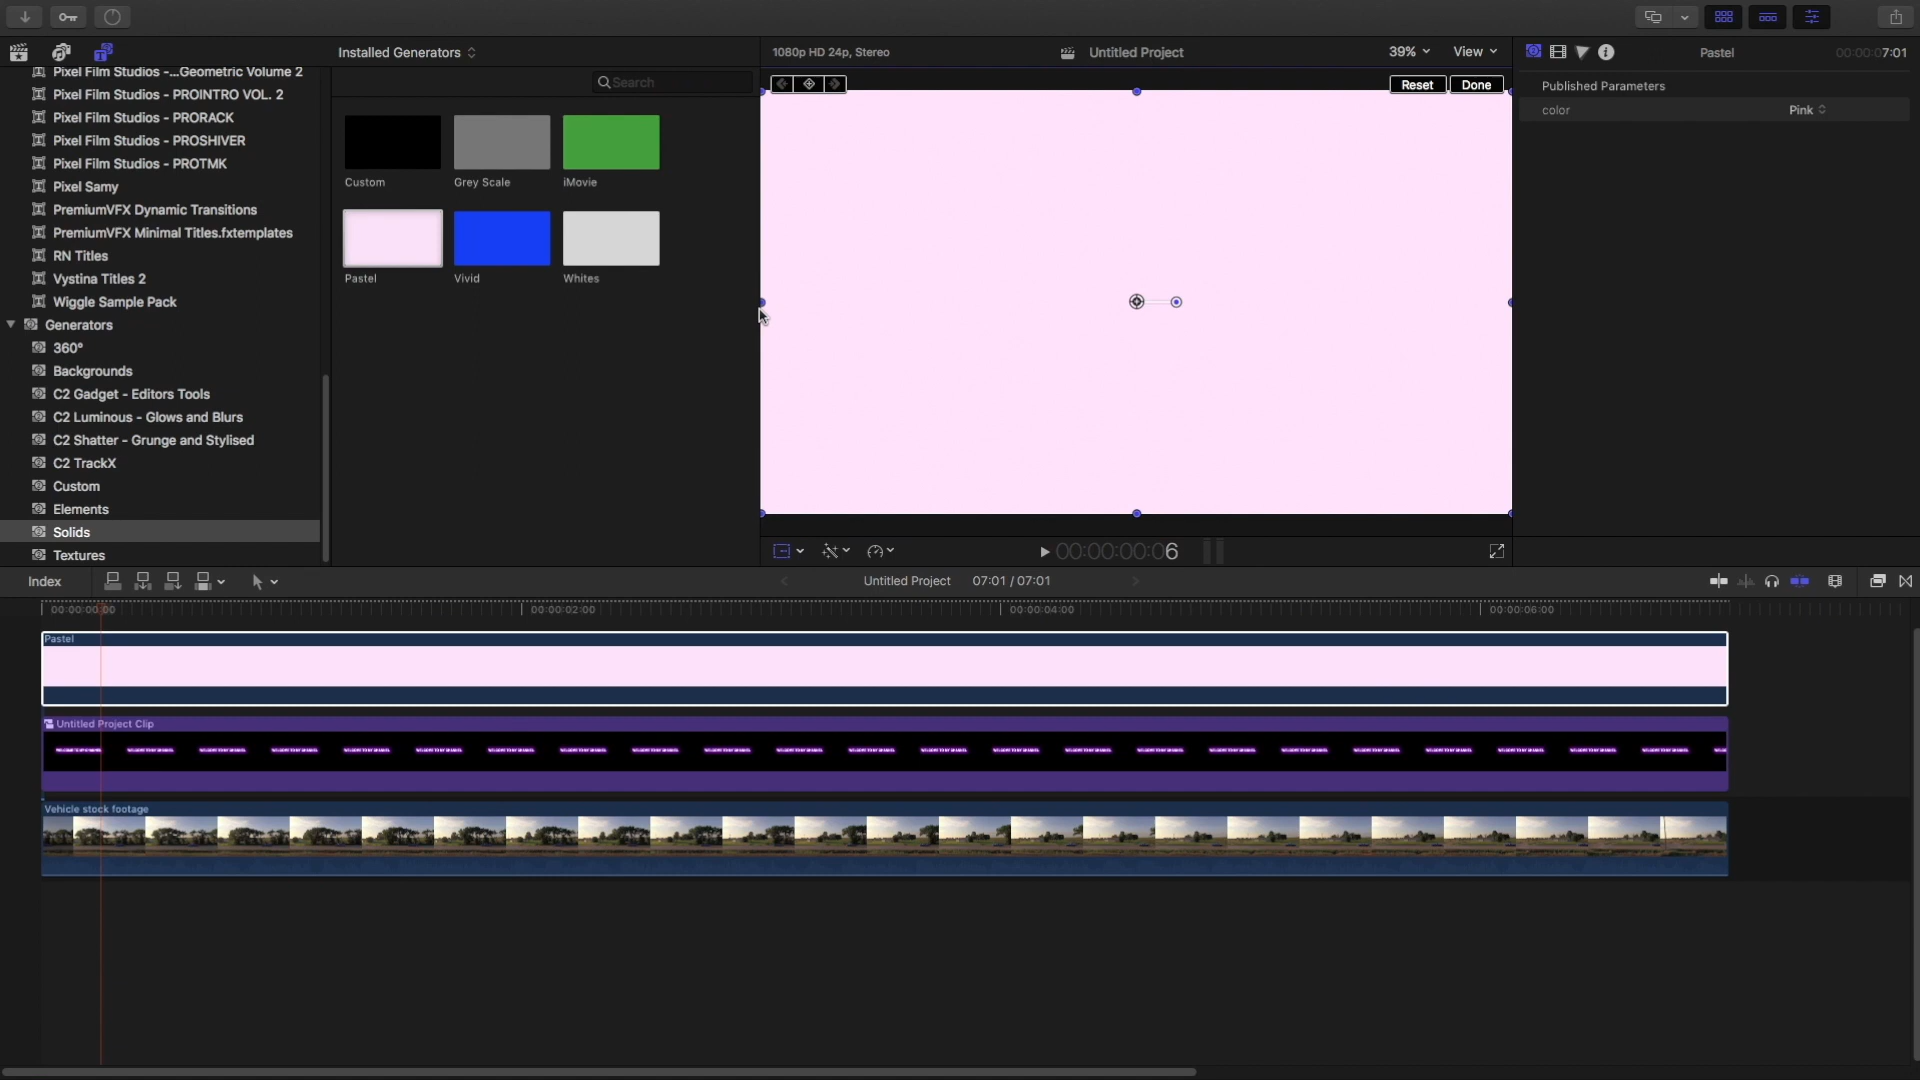 Installed Generators
1080p HD 24p, Stereo
Untitled Project
39%
View
Pastel
00:00:07:01
Pixel Film Studios -...Geometric Volume 2
Pixel Film Studios - PROINTRO VOL. 2
Pixel Film Studios - PRORACK
Pixel Film Studios - PROSHIVER
Pixel Film Studios - PROTMK
Pixel Samy
PremiumVFX Dynamic Transitions
PremiumVFX Minimal Titles.fxtemplates
RN Titles
Vystina Titles 2
Wiggle Sample Pack
Generators
360°
Backgrounds
C2 Gadget - Editors Tools
C2 Luminous - Glows and Blurs
C2 Shatter - Grunge and Stylised
C2 TrackX
Custom
Elements
Solids
Textures
Search
Custom
Grey Scale
iMovie
Pastel
Vivid
Whites
Reset
Done
00:00:00:06
Published Parameters
color
Pink
Index
Untitled Project
07:01 / 07:01
00:00:00:00
00:00:02:00
00:00:04:00
00:00:06:00
Pastel
Untitled Project Clip
Vehicle stock footage